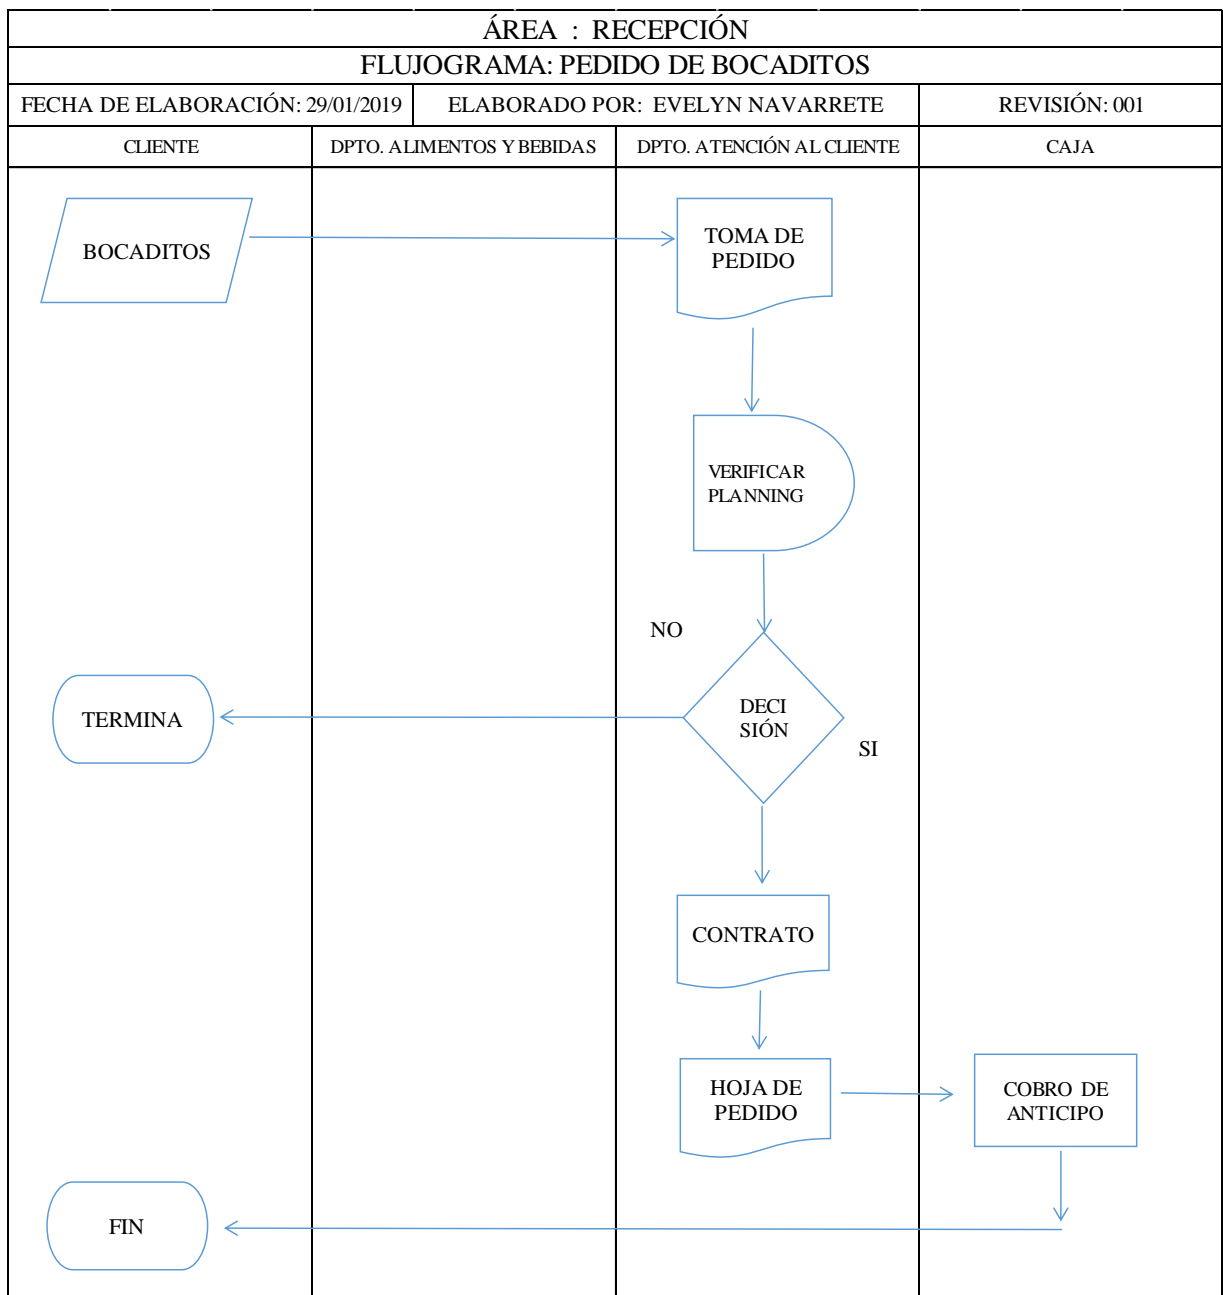 ÁREA : RECEPCIÓN
FLUJOGRAMA: PEDIDO DE BOCADITOS
FECHA DE ELABORACIÓN: 29/01/2019
ELABORADO POR: EVELYN NAVARRETE
REVISIÓN: 001
CLIENTE
DPTO. ALIMENTOS Y BEBIDAS
DPTO. ATENCIÓN AL CLIENTE
CAJA
BOCADITOS
TOMA DE
PEDIDO
VERIFICAR
PLANNING
NO
DECI
SIÓN
SI
TERMINA
CONTRATO
HOJA DE
PEDIDO
COBRO DE
ANTICIPO
FIN